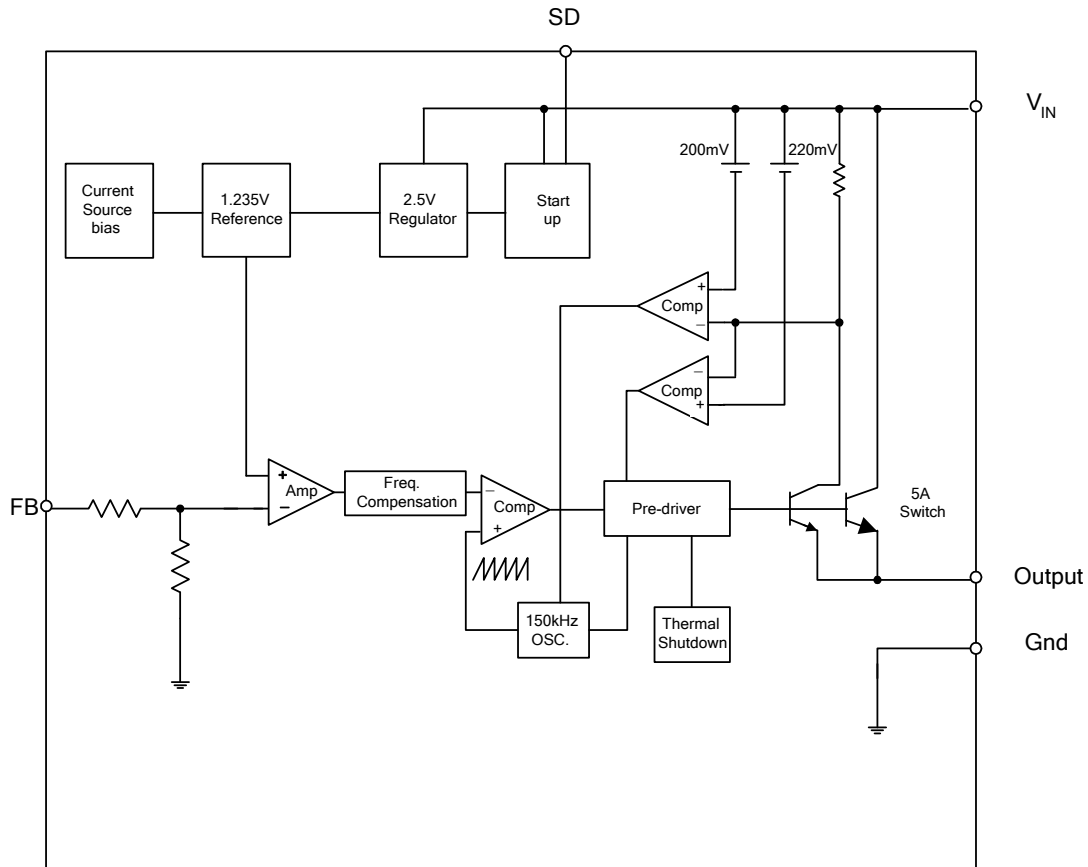 SD
V_IN
200mV
220mV
Current
Source
bias
1.235V
Reference
2.5V
Regulator
Start
up
+
Comp
−
−
Comp
+
FB
+
Amp
−
Freq.
Compensation
−
Comp
+
Pre-driver
5A
Switch
Output
150kHz
OSC.
Thermal
Shutdown
Gnd